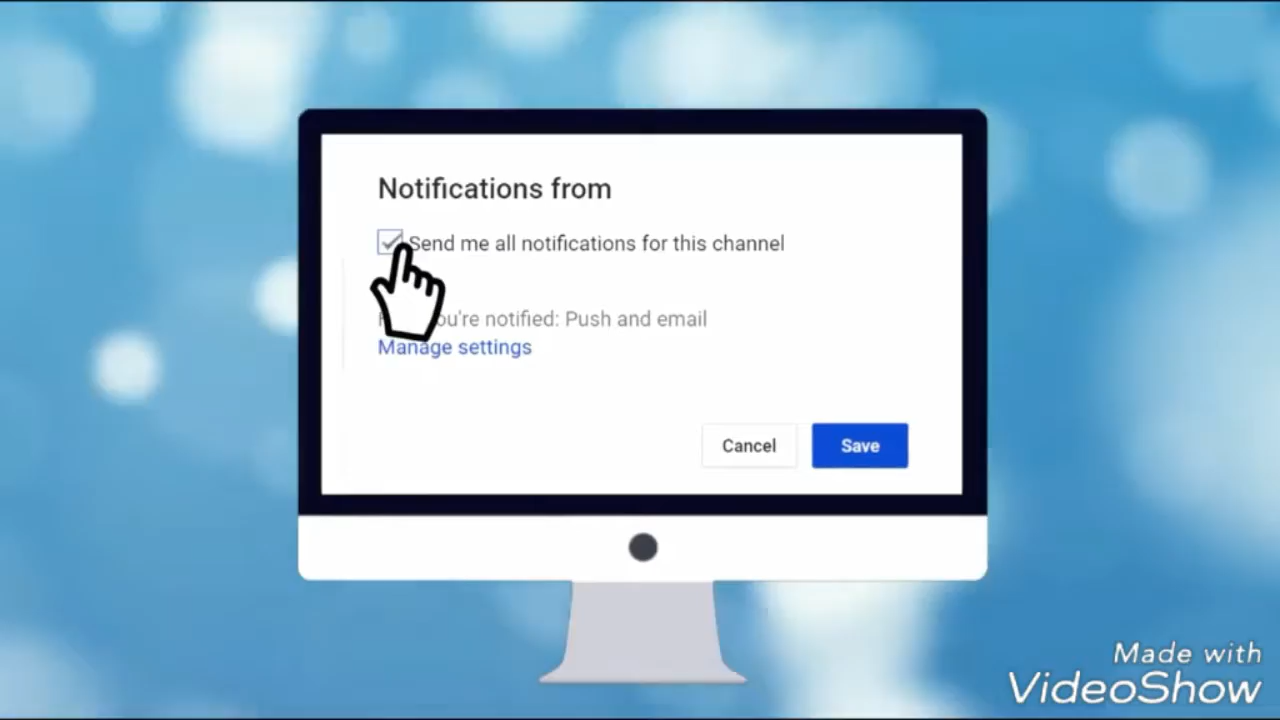 Notifications from
Send me all notifications for this channel
you're notified: Push and email
Manage settings
Cancel
Save
Made with
VideoShow